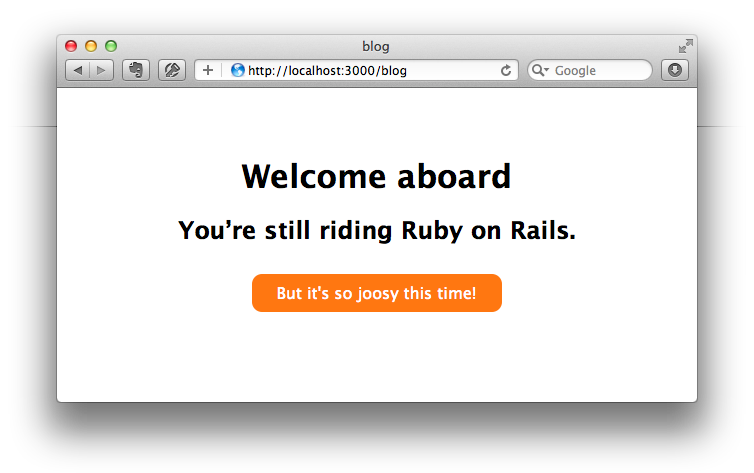 blog
http://localhost:3000/blog
Google
Welcome aboard
You’re still riding Ruby on Rails.
But it's so joosy this time!